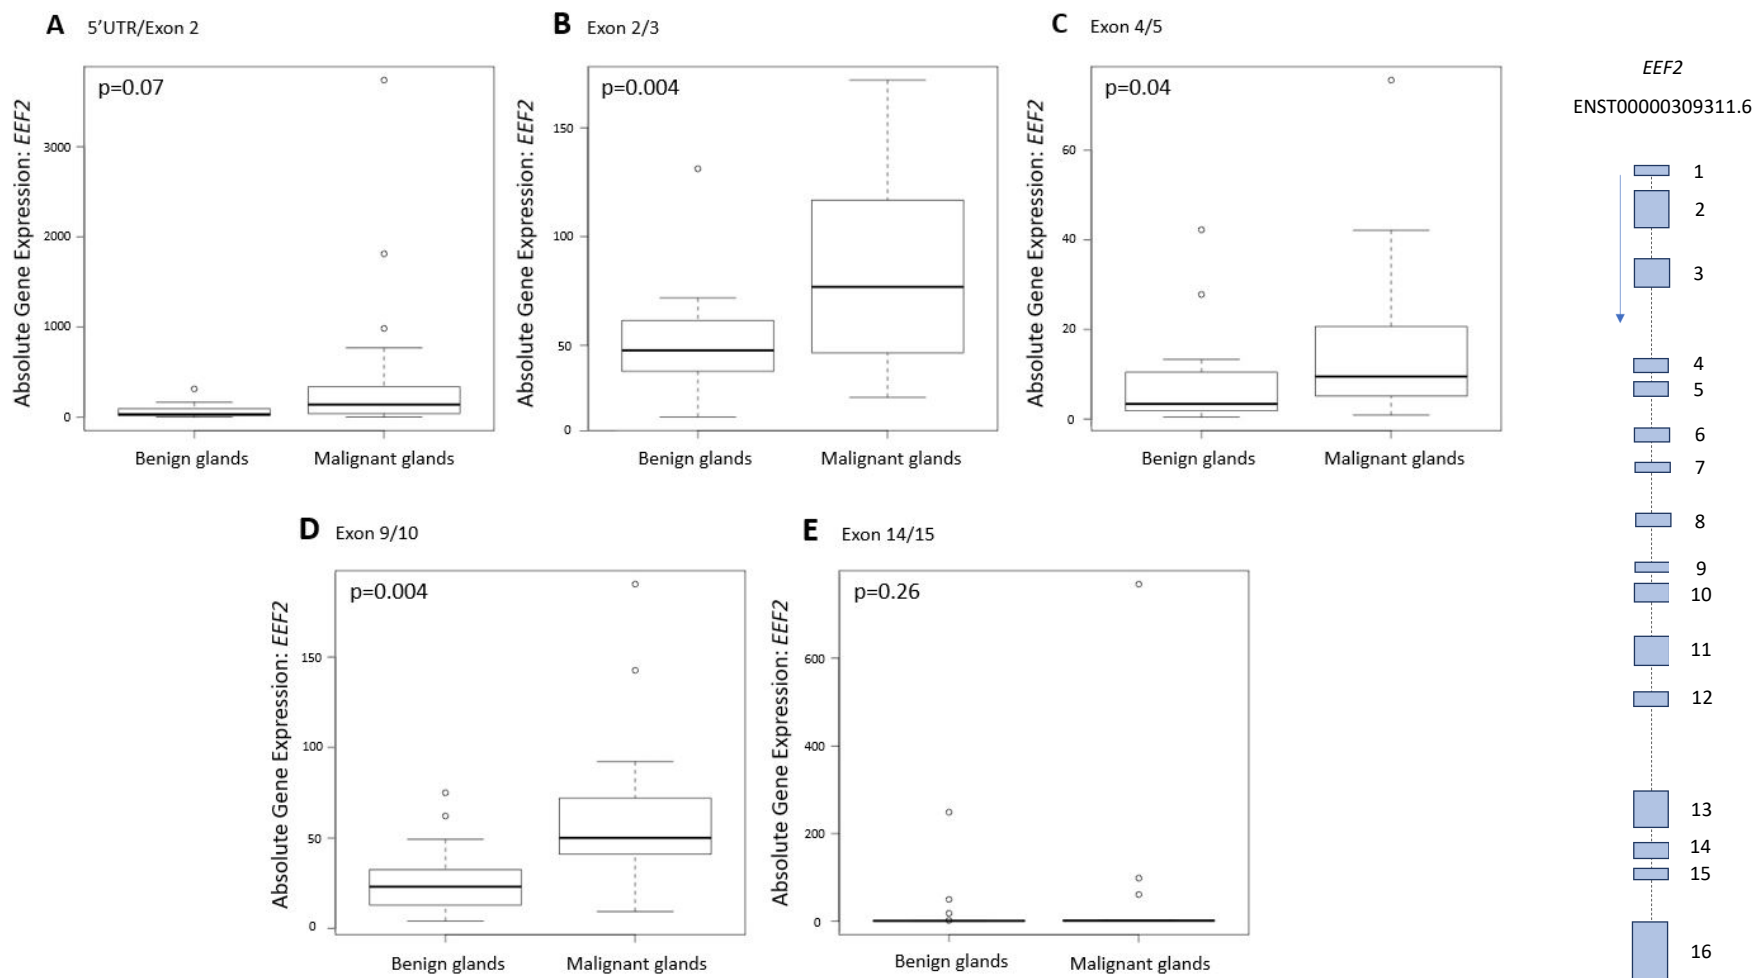 A 5'UTR/Exon 2
p=0.07
Absolute Gene Expression: EEF2
3000
2000
1000
0
Benign glands Malignant glands
B Exon 2/3
p=0.004
Absolute Gene Expression: EEF2
150
100
50
0
Benign glands Malignant glands
C Exon 4/5
p=0.04
Absolute Gene Expression: EEF2
60
40
20
0
Benign glands Malignant glands
D Exon 9/10
p=0.004
Absolute Gene Expression: EEF2
150
100
50
0
Benign glands Malignant glands
E Exon 14/15
p=0.26
Absolute Gene Expression: EEF2
600
400
200
0
Benign glands Malignant glands
EEF2
ENST00000309311.6
1
2
3
4
5
6
7
8
9
10
11
12
13
14
15
16